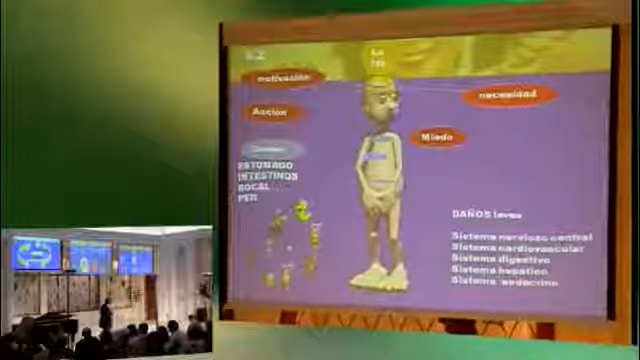 motivación
necesidad
Acción
Miedo
ESTOMAGO
INTESTINOS
BOCAL
PER
DAÑOS leves
Sistema nervioso central
Sistema cardiovascular
Sistema digestivo
Sistema hepático
Sistema endocrino